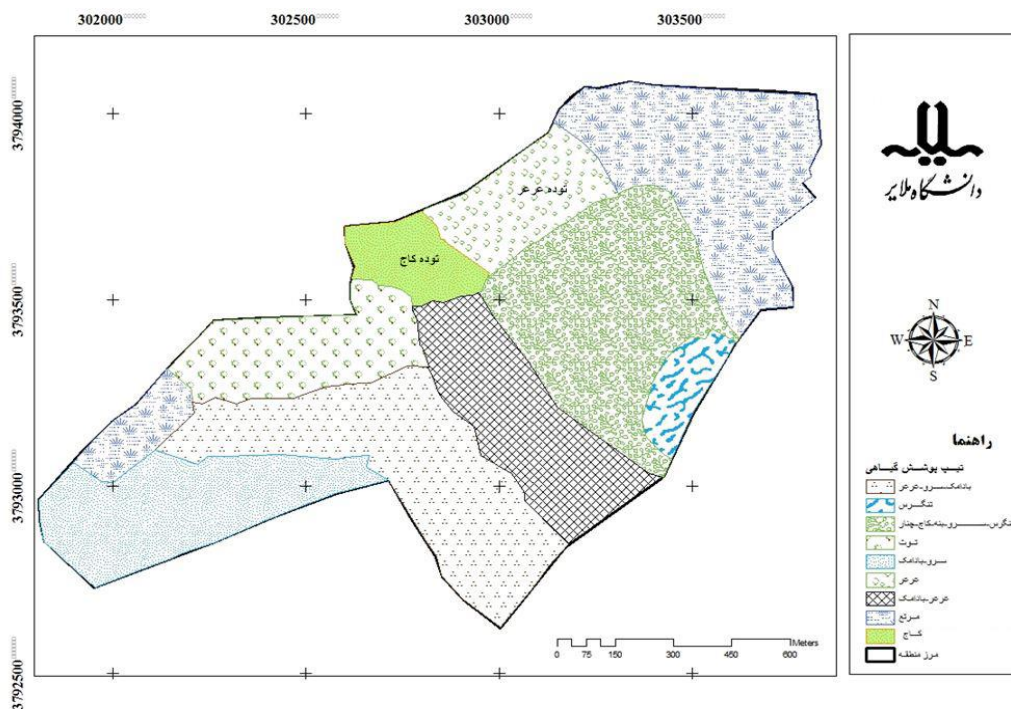 302000 302500 303000 303500
3794000
3793500
3793000
3792500
توده عرعر
توده کاج
Meters
0 75 150 300 450 600
دانشگاه ملایر
N
W E
S
راهنما
تیپ پوشش گیاهی
بادامک-سرو-عرعر
تنگرس
تنگرس-سرو-بنه-کاج-چنار
توت
سرو-بادامک
عرعر
عرعر-بادامک
مرتع
کاج
مرز منطقه